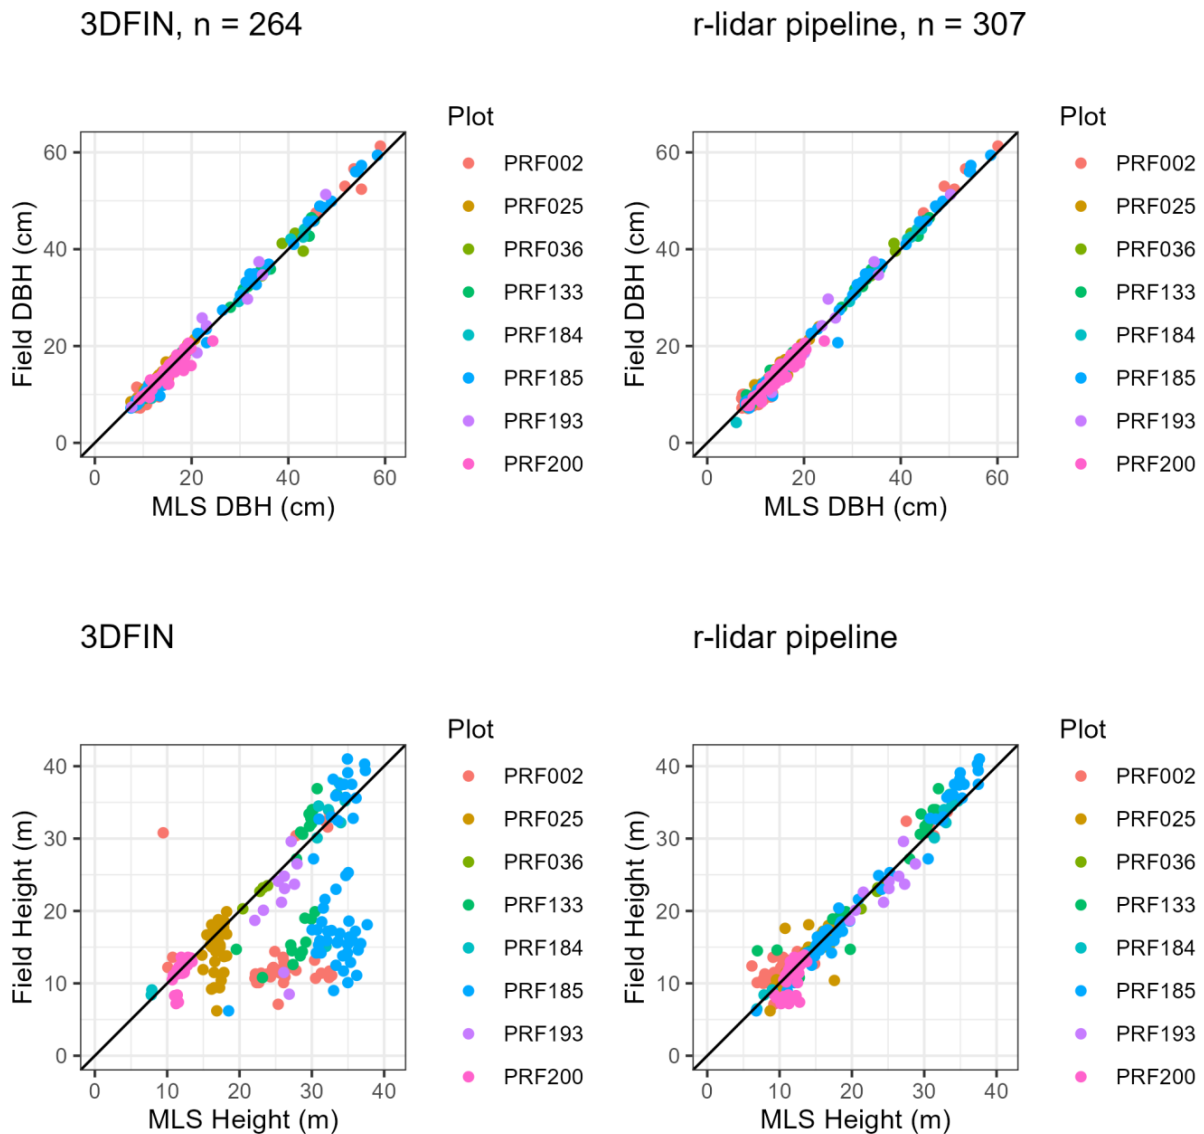 3DFIN, n = 264
Plot
60
40
20
0
Field DBH (cm)
0 20 40 60
MLS DBH (cm)
PRF002
PRF025
PRF036
PRF133
PRF184
PRF185
PRF193
PRF200
r-lidar pipeline, n = 307
Plot
60
40
20
0
Field DBH (cm)
0 20 40 60
MLS DBH (cm)
PRF002
PRF025
PRF036
PRF133
PRF184
PRF185
PRF193
PRF200
3DFIN
Plot
40
30
20
10
0
Field Height (m)
0 10 20 30 40
MLS Height (m)
PRF002
PRF025
PRF036
PRF133
PRF184
PRF185
PRF193
PRF200
r-lidar pipeline
Plot
40
30
20
10
0
Field Height (m)
0 10 20 30 40
MLS Height (m)
PRF002
PRF025
PRF036
PRF133
PRF184
PRF185
PRF193
PRF200